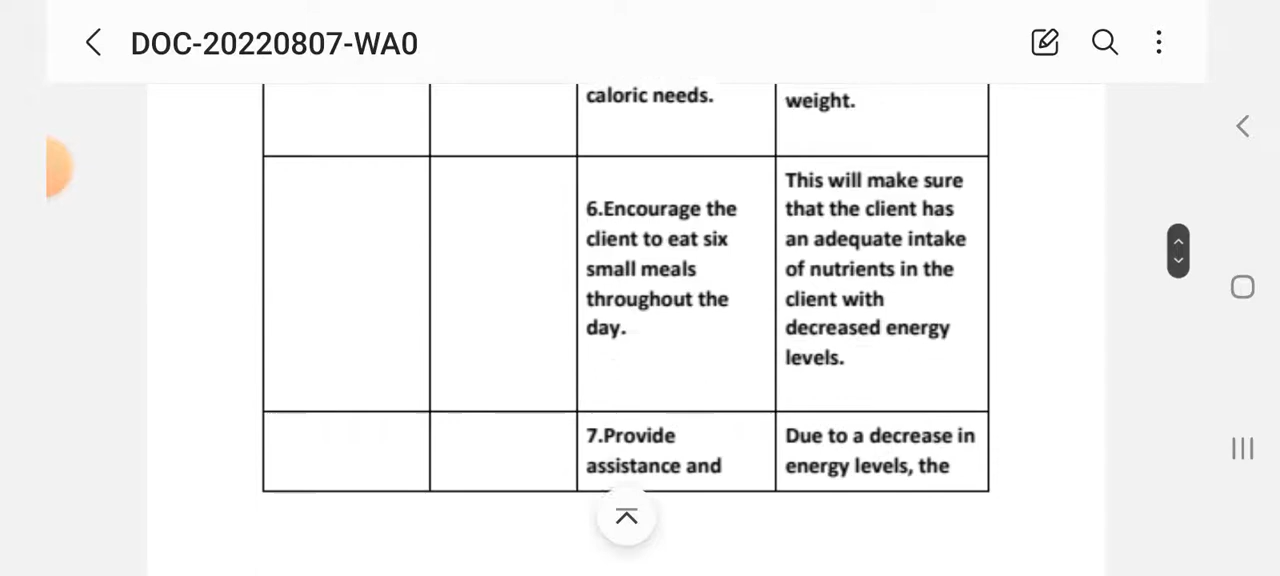 DOC-20220807-WA0
caloric needs.
weight.
6.Encourage the
client to eat six
small meals
throughout the
day.
This will make sure
that the client has
an adequate intake
of nutrients in the
client with
decreased energy
levels.
7.Provide
assistance and
Due to a decrease in
energy levels, the